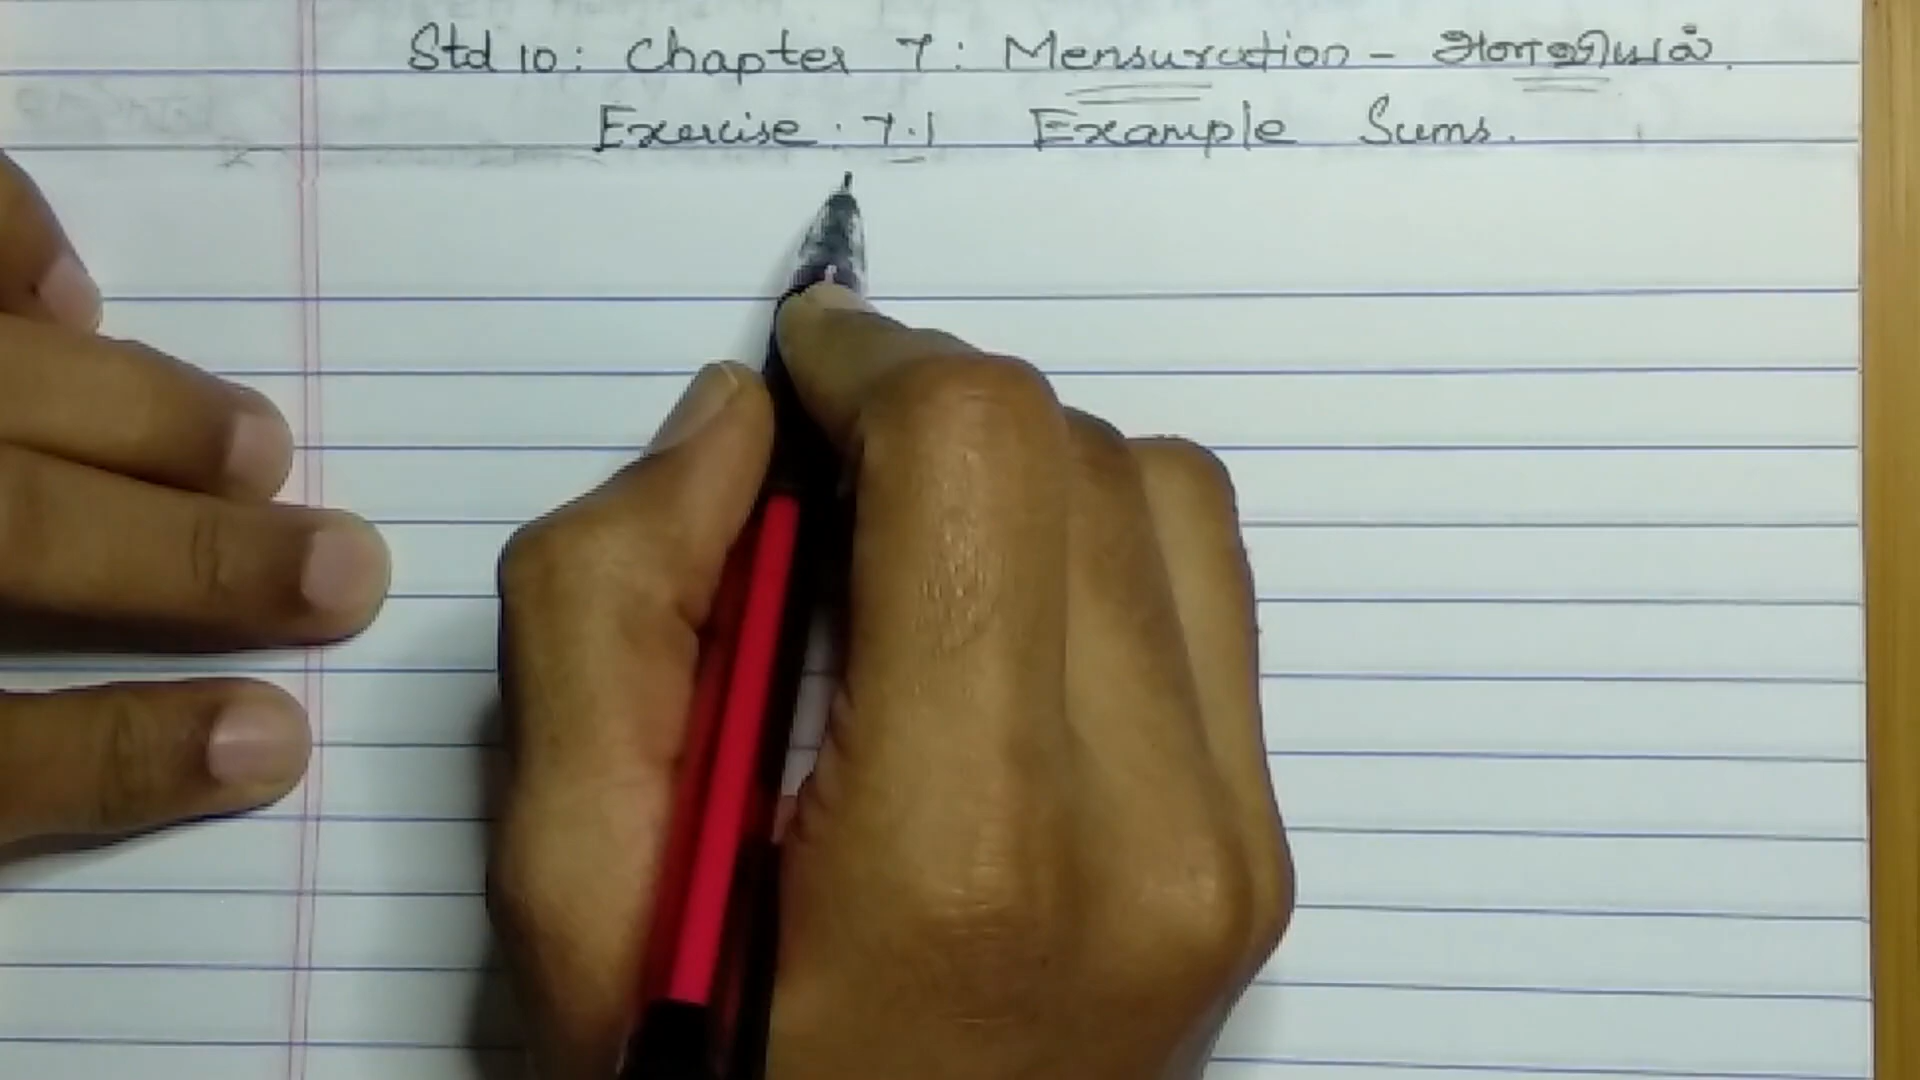 Std 10: Chapter 7: Mensuration - அளவியல்.
Exercise: 7.1 Example Sums.